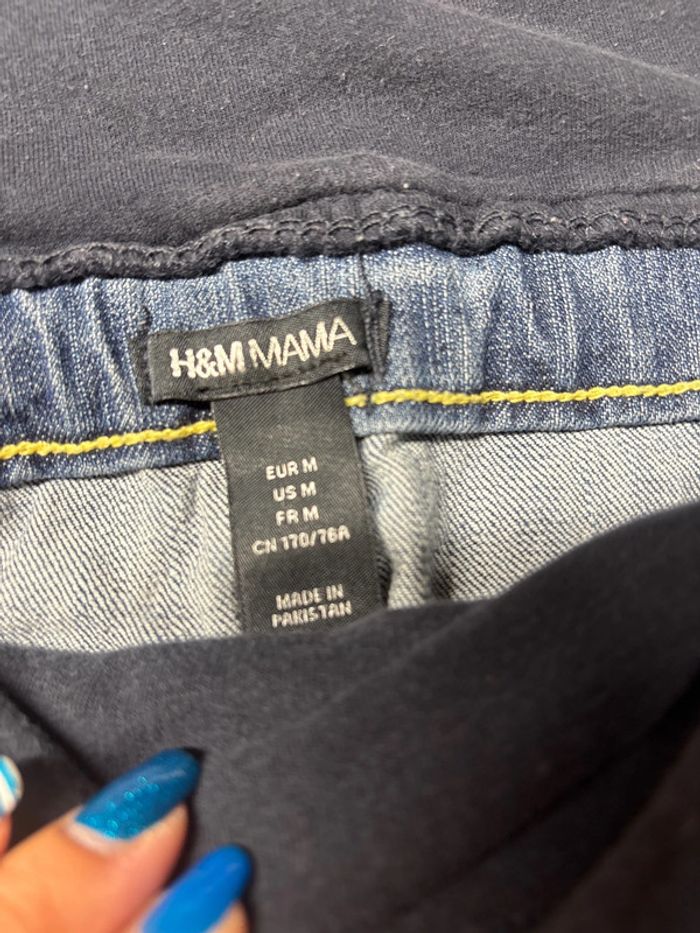 H&M MAMA
EUR M
US M
FR M
CN 170/76A
MADE IN
PAKISTAN